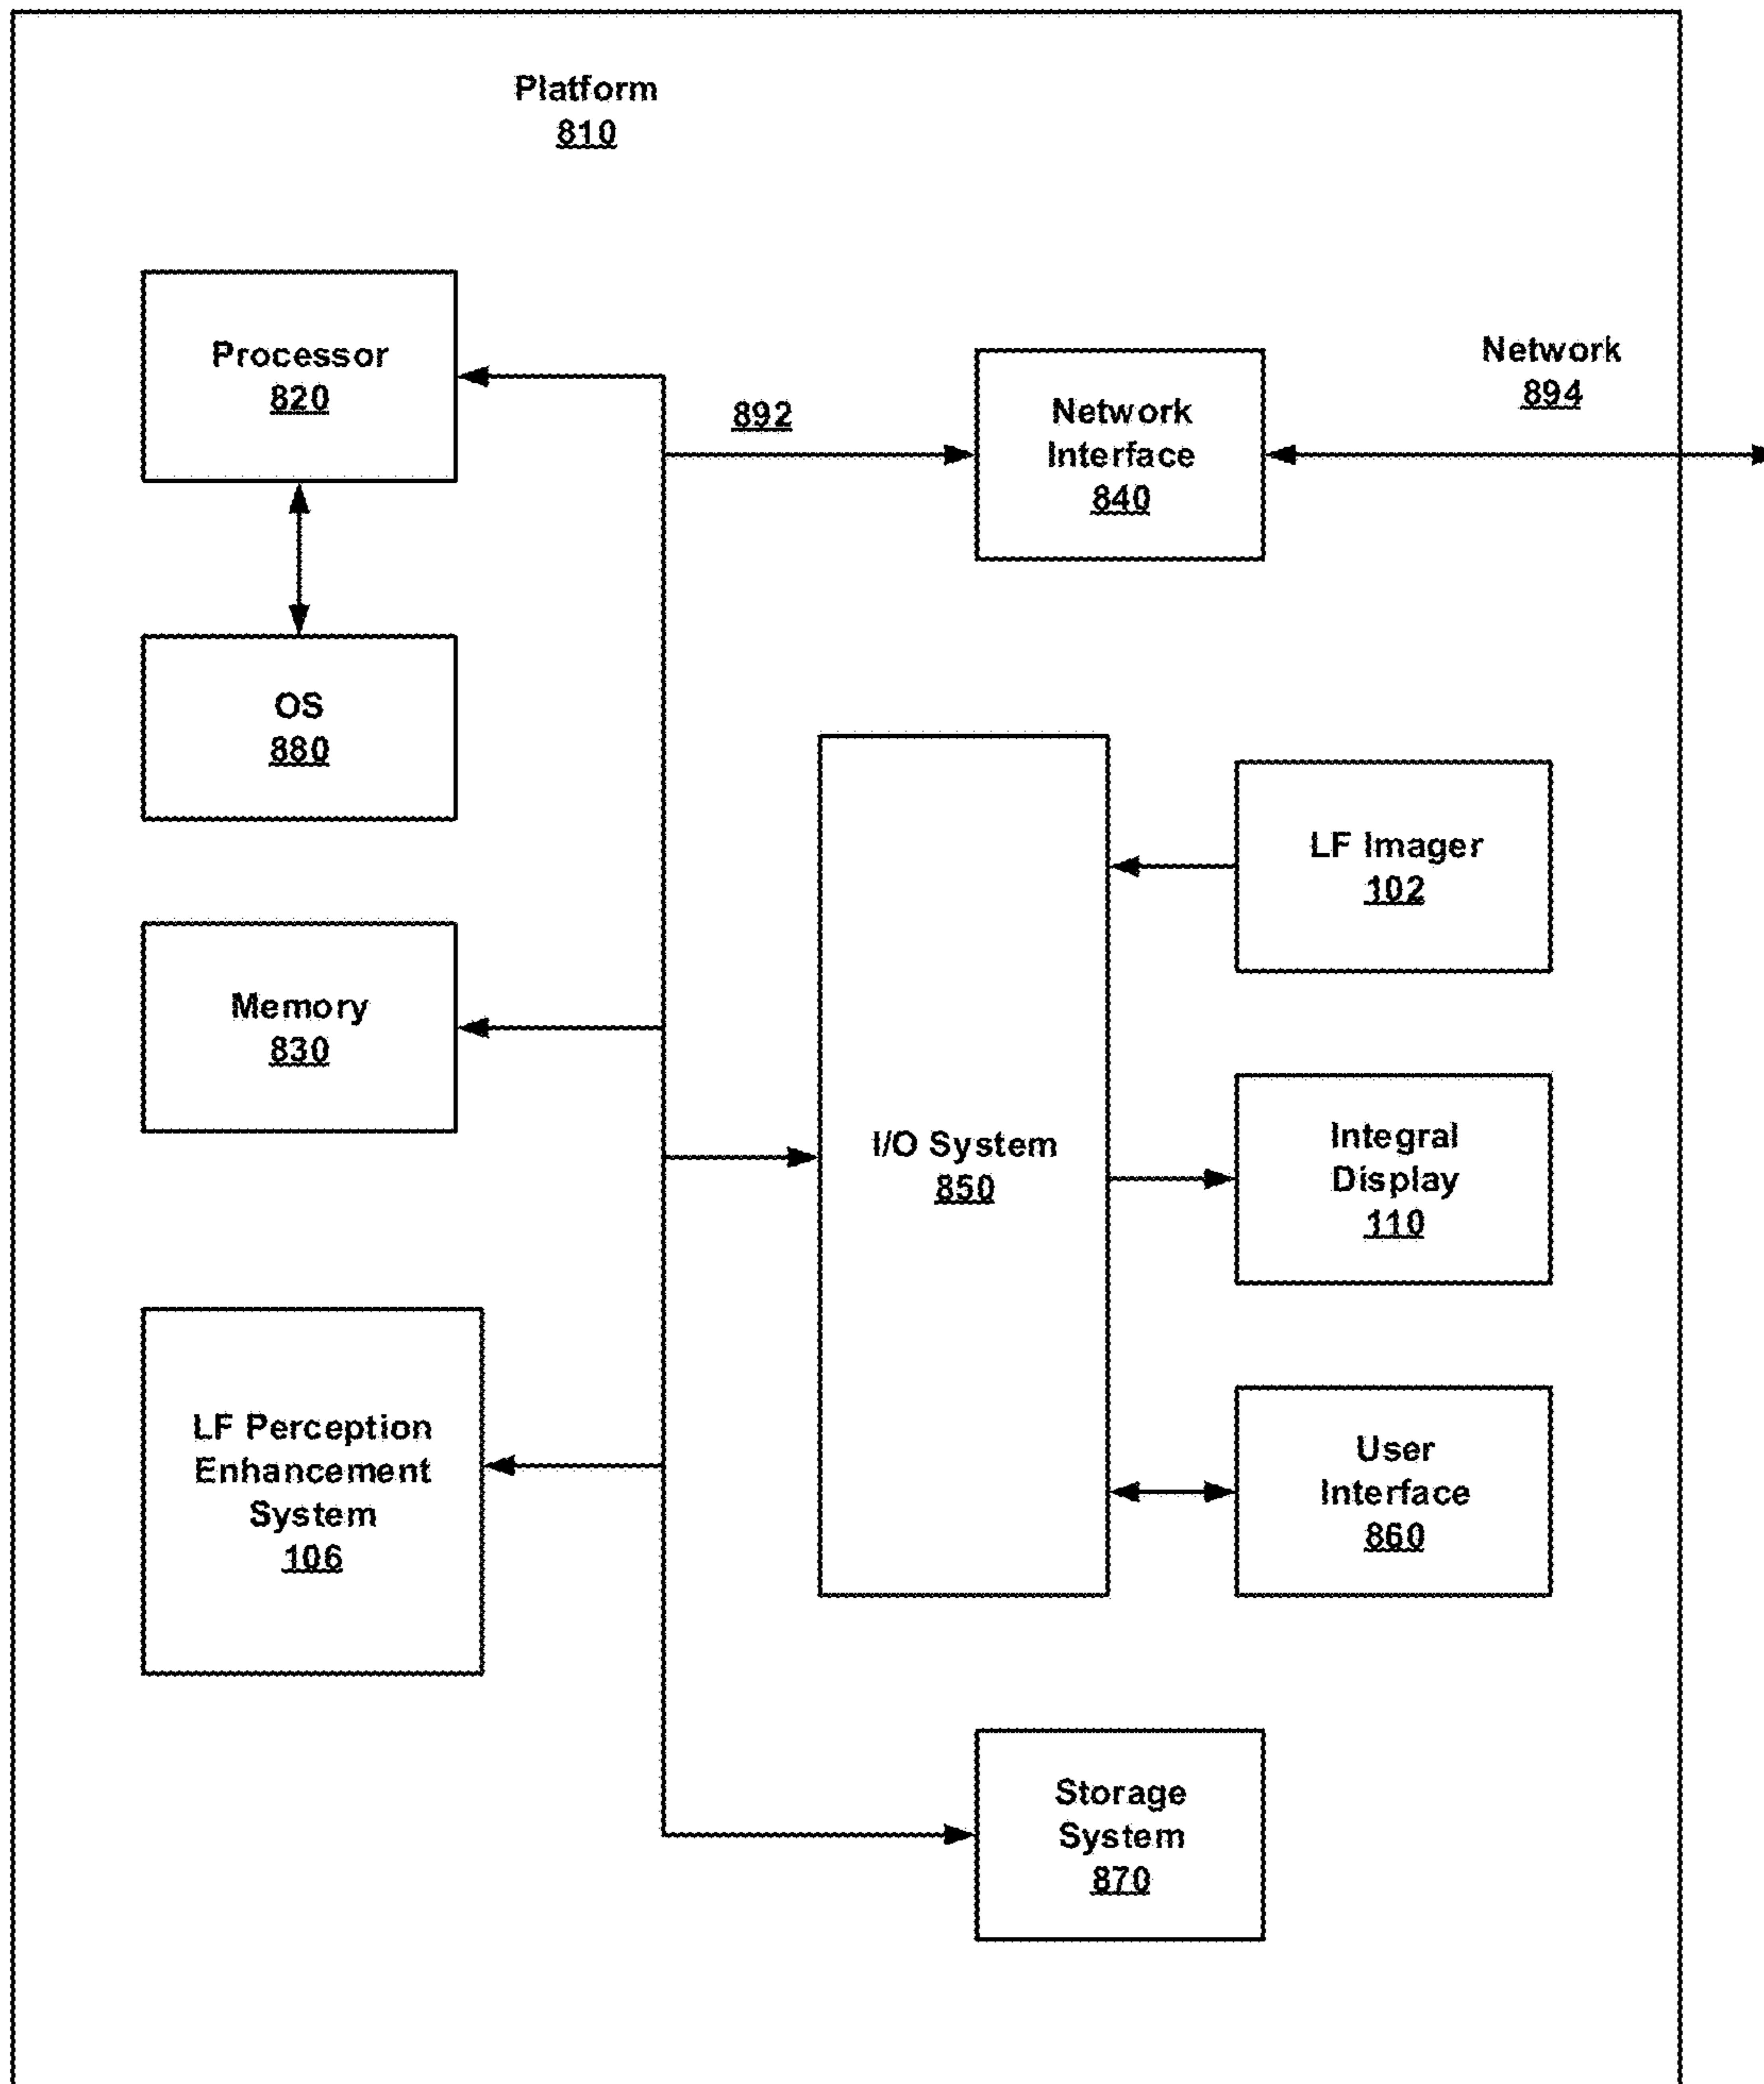 Platform
810
Processor
820
892
Network
Interface
840
Network
894
OS
880
LF Imager
102
Memory
830
I/O System
850
Integral
Display
110
LF Perception
Enhancement
System
106
User
Interface
860
Storage
System
870